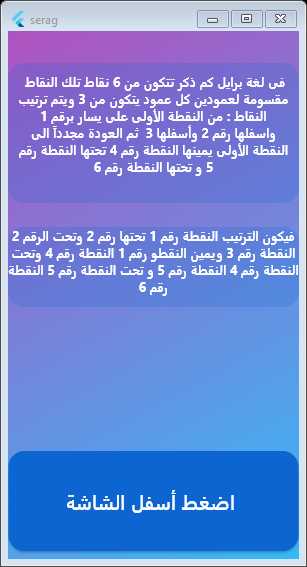 serag
فى لغة برايل كم ذكر تتكون من 6 نقاط تلك النقاط
مقسومة لعمودين كل عمود يتكون من 3 ويتم ترتيب
النقاط : من النقطة الأولى على يسار برقم 1
واسفلها رقم 2 وأسفلها 3 ثم العودة مجدداً الى
النقطة الأولى يمينها النقطة رقم 4 تحتها النقطة رقم
5 و تحتها النقطة رقم 6
فيكون الترتيب النقطة رقم 1 تحتها رقم 2 وتحت الرقم 2
النقطة رقم 3 ويمين النقطو رقم 1 النقطة رقم 4 وتحت
النقطة رقم 4 النقطة رقم 5 و تحت النقطة رقم 5 النقطة
رقم 6
اضغط أسفل الشاشة